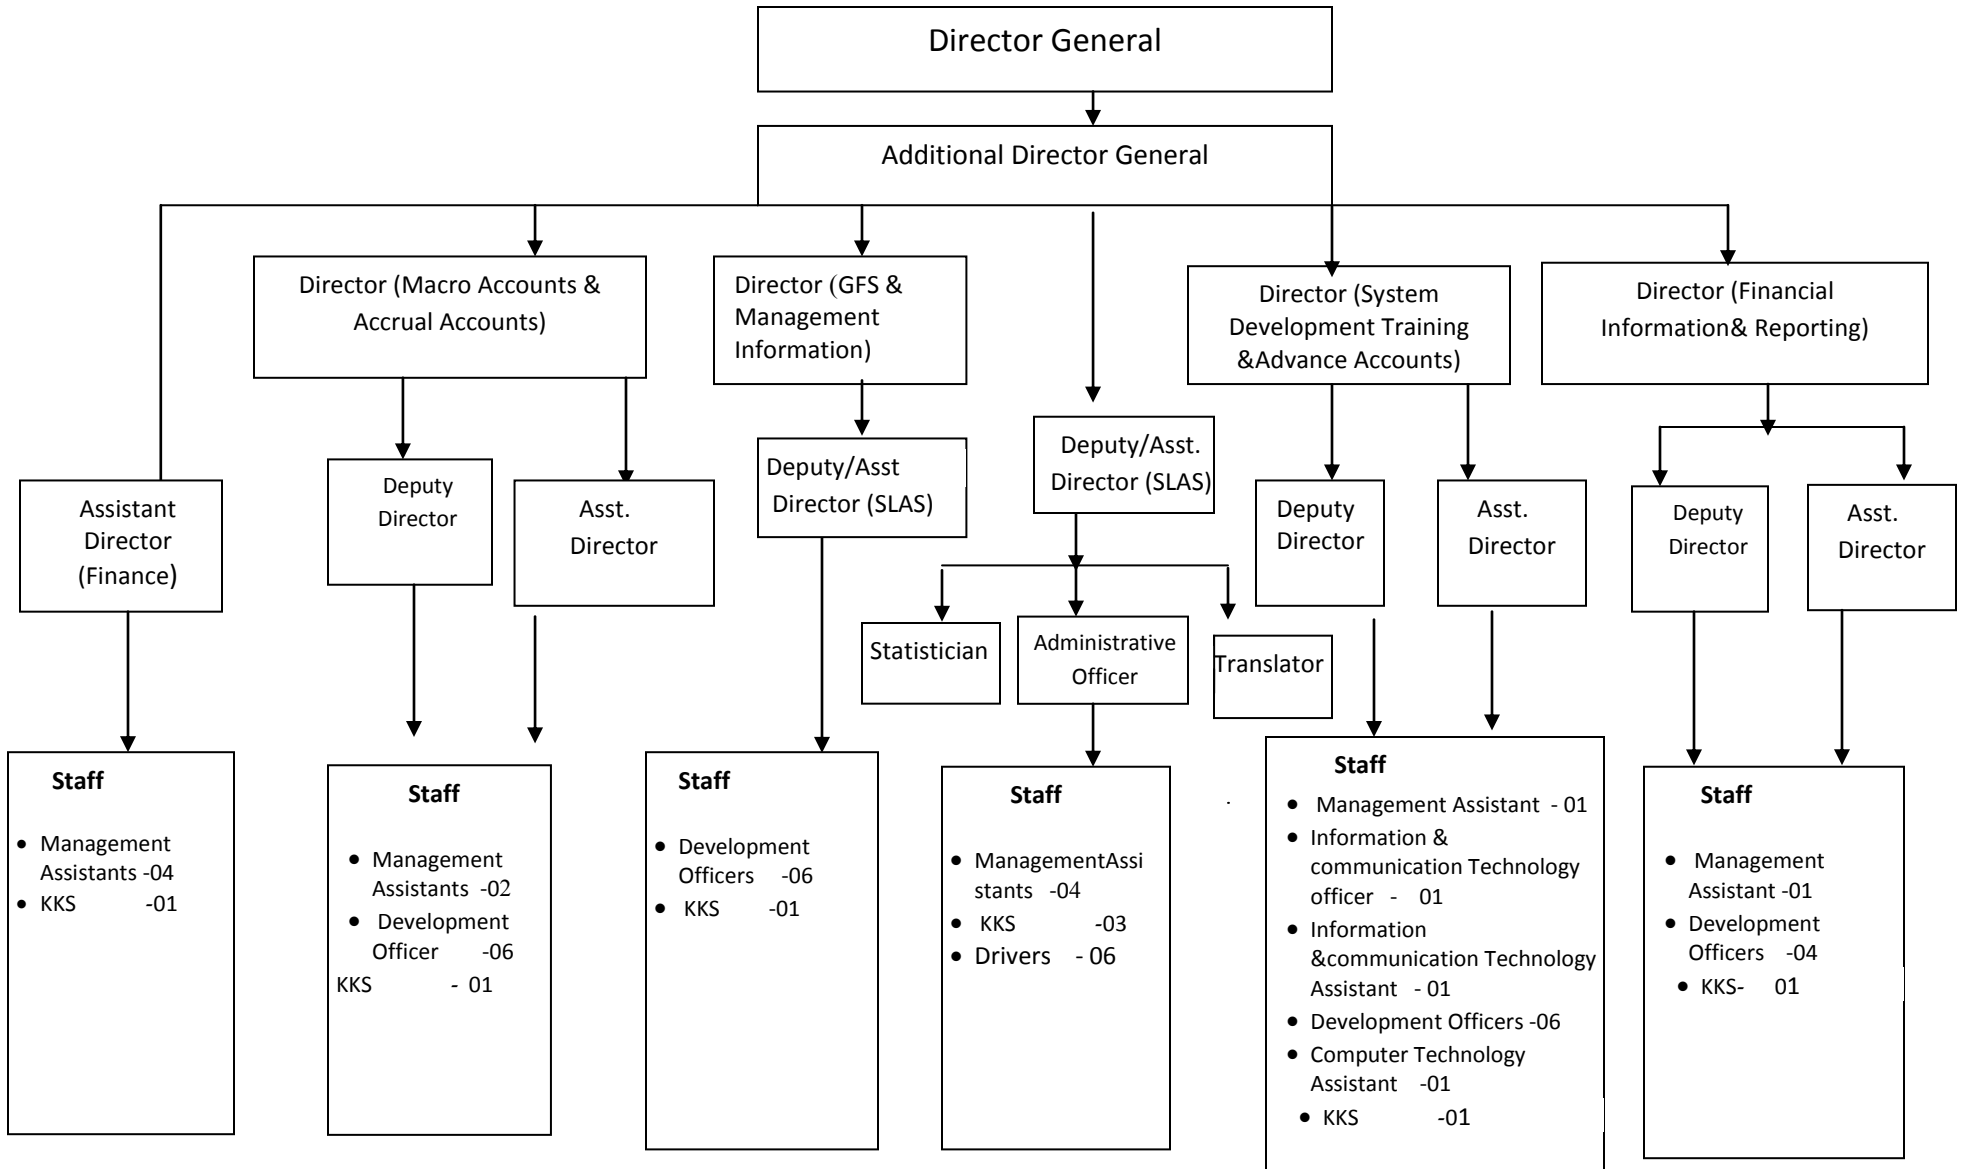 Director General
Additional Director General
Director (Macro Accounts &
Accrual Accounts)
Director (GFS &
Management
Information)
Director (System
Development Training
&Advance Accounts)
Director (Financial
Information& Reporting)
Assistant
Director
(Finance)
Deputy
Director
Asst.
Director
Deputy/Asst
Director (SLAS)
Deputy/Asst.
Director (SLAS)
Deputy
Director
Asst.
Director
Deputy
Director
Asst.
Director
Statistician
Administrative
Officer
Translator
Staff
• Management
Assistants -04
• KKS -01
Staff
• Management
Assistants -02
• Development
Officer -06
KKS - 01
Staff
• Development
Officers -06
• KKS -01
Staff
• ManagementAssi
stants -04
• KKS -03
• Drivers - 06
Staff
• Management Assistant - 01
• Information &
communication Technology
officer - 01
• Information
&communication Technology
Assistant - 01
• Development Officers -06
• Computer Technology
Assistant -01
• KKS -01
Staff
• Management
Assistant -01
• Development
Officers -04
• KKS- 01